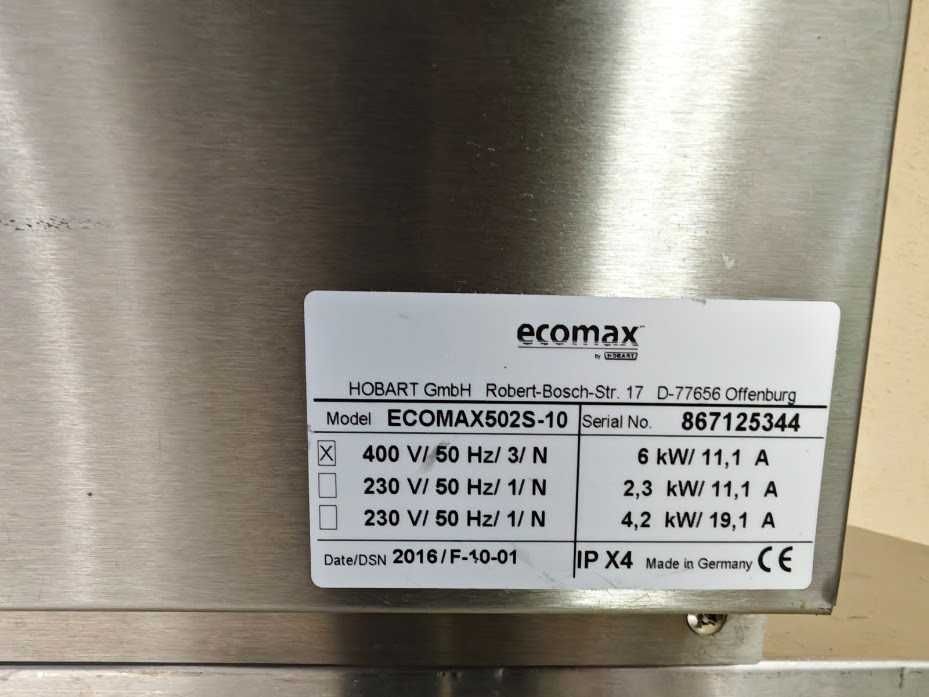 ecomax™
by HOBART
HOBART GmbH Robert-Bosch-Str. 17 D-77656 Offenburg
Model ECOMAX502S-10 Serial No. 867125344
X 400 V/ 50 Hz/ 3/ N 6 kW/ 11,1 A
230 V/ 50 Hz/ 1/ N 2,3 kW/ 11,1 A
230 V/ 50 Hz/ 1/ N 4,2 kW/ 19,1 A
Date/DSN 2016/F-10-01 IP X4 Made in Germany CE